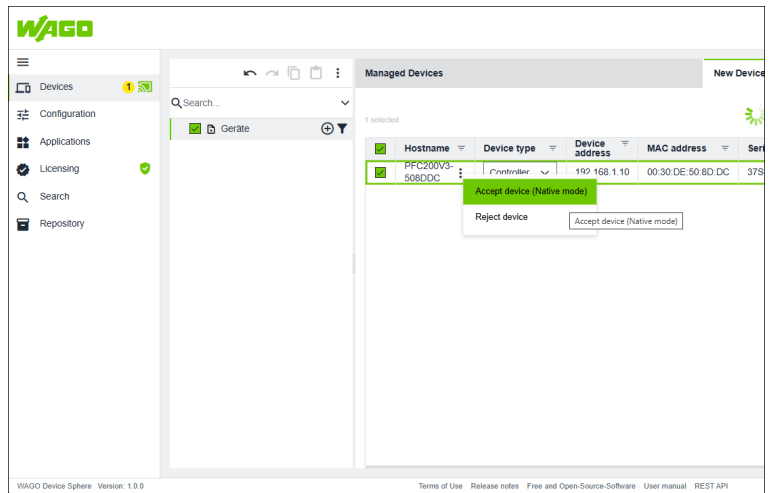 WAGO
Devices
1
Configuration
Applications
Licensing
Search
Repository
Search...
Geräte
Managed Devices
New Device
1 selected
Hostname
Device type
Device
address
MAC address
Seri
PFC200V3-
508DDC
Controller
192.168.1.10
00:30:DE:50:8D:DC
37S
Accept device (Native mode)
Reject device
Accept device (Native mode)
WAGO Device Sphere Version: 1.0.0
Terms of Use Release notes Free and Open-Source-Software User manual REST API